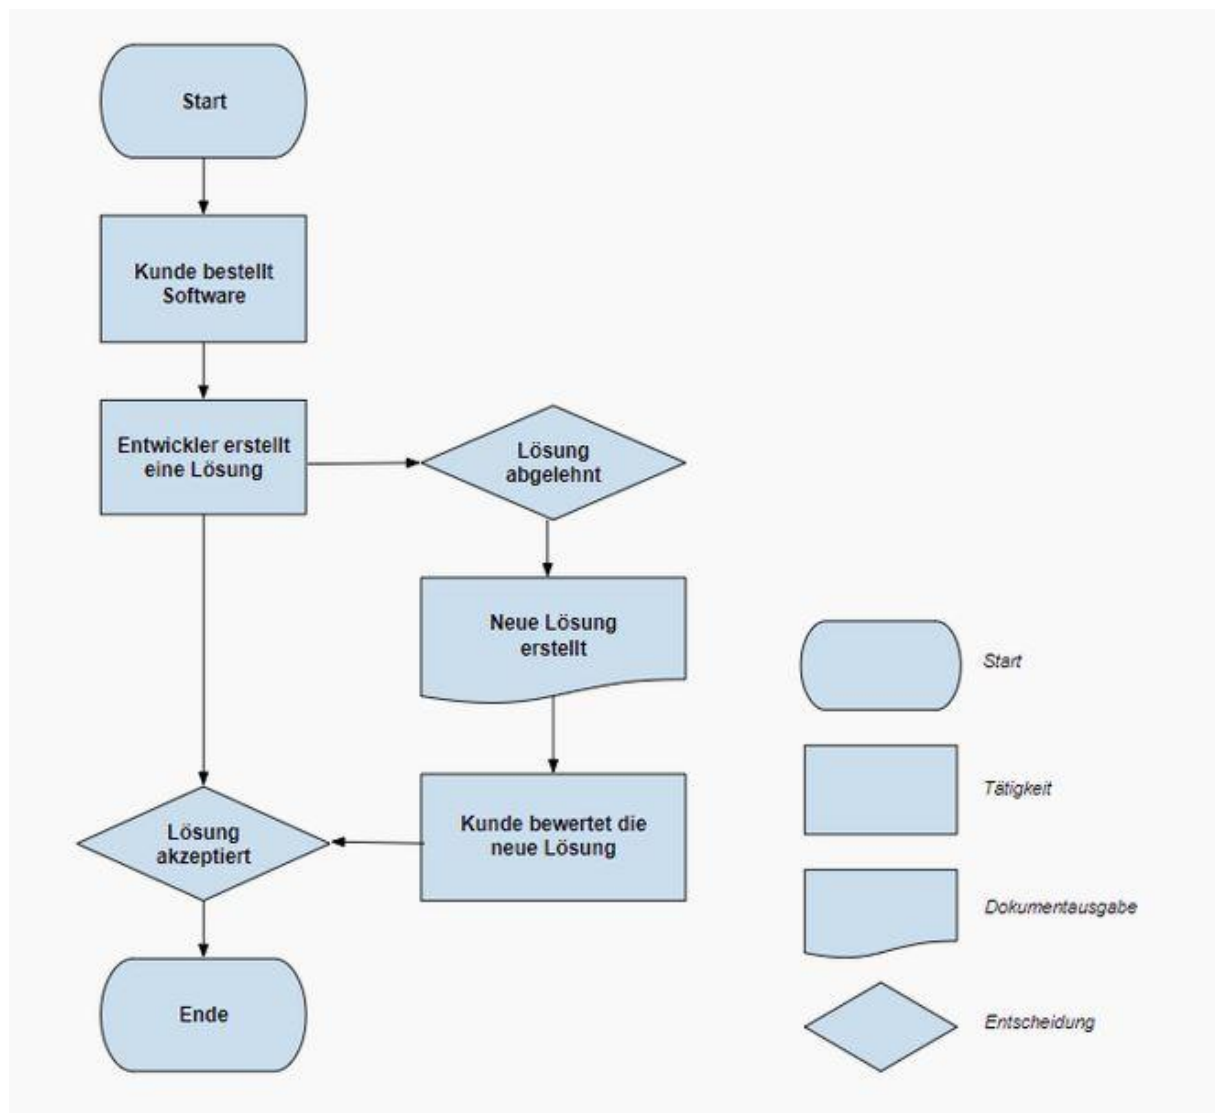 Start
Kunde bestellt
Software
Entwickler erstellt
eine Lösung
Lösung
abgelehnt
Neue Lösung
erstellt
Kunde bewertet die
neue Lösung
Lösung
akzeptiert
Ende
Start
Tätigkeit
Dokumentausgabe
Entscheidung